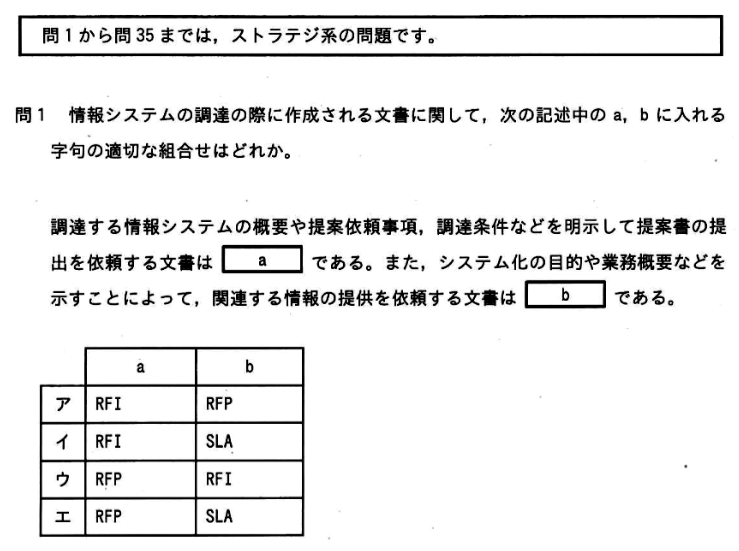 問1から問35までは，ストラテジ系の問題です。
問1 情報システムの調達の際に作成される文書に関して，次の記述中の a，b に入れる
字句の適切な組合せはどれか。
調達する情報システムの概要や提案依頼事項，調達条件などを明示して提案書の提
出を依頼する文書は a である。また，システム化の目的や業務概要などを
示すことによって，関連する情報の提供を依頼する文書は b である。
a b
ア RFI RFP
イ RFI SLA
ウ RFP RFI
エ RFP SLA